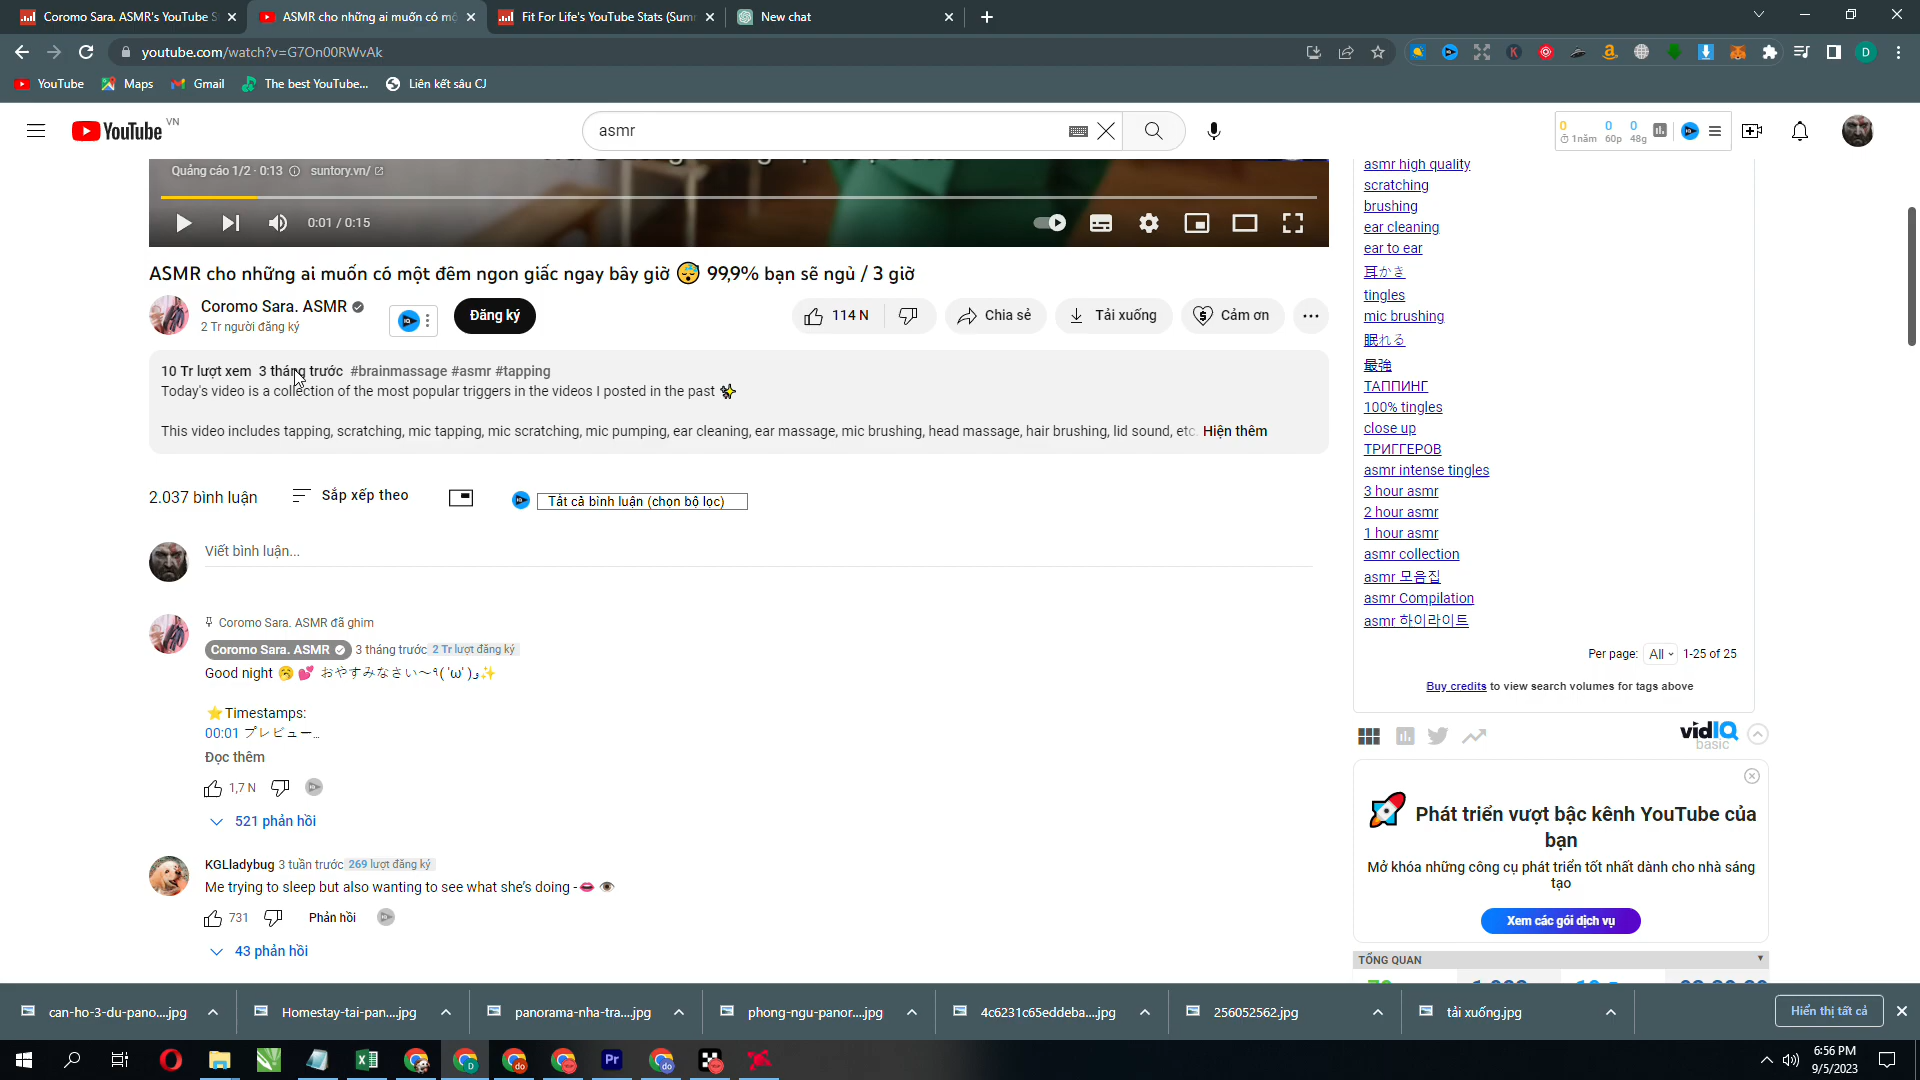 Coromo Sara. ASMR's YouTube S
ASMR cho những ai muốn có mộ
Fit For Life's YouTube Stats (Sum
New chat
youtube.com/watch?v=G7On00RWvAk
YouTube
Maps
Gmail
The best YouTube...
Liên kết sâu CJ
YouTube VN
asmr
0
0
0
1năm
60p
48g
Quảng cáo 1/2 · 0:13
suntory.vn/
0:01 / 0:15
ASMR cho những ai muốn có một đêm ngon giấc ngay bây giờ 😴 99,9% bạn sẽ ngủ / 3 giờ
Coromo Sara. ASMR
2 Tr người đăng ký
Đăng ký
114 N
Chia sẻ
Tải xuống
Cảm ơn
10 Tr lượt xem 3 tháng trước #brainmassage #asmr #tapping
Today's video is a collection of the most popular triggers in the videos I posted in the past ✨
This video includes tapping, scratching, mic tapping, mic scratching, mic pumping, ear cleaning, ear massage, mic brushing, head massage, hair brushing, lid sound, etc. Hiện thêm
2.037 bình luận
Sắp xếp theo
Tất cả bình luận (chọn bộ lọc)
Viết bình luận...
Coromo Sara. ASMR đã ghim
Coromo Sara. ASMR 3 tháng trước 2 Tr lượt đăng ký
Good night 🥱 💕 おやすみなさい〜٩( 'ω' )و✨
⭐Timestamps:
00:01 プレビュー...
Đọc thêm
1,7 N
521 phản hồi
KGLladybug 3 tuần trước 269 lượt đăng ký
Me trying to sleep but also wanting to see what she's doing -👄 👁
731
Phản hồi
43 phản hồi
asmr high quality
scratching
brushing
ear cleaning
ear to ear
耳かき
tingles
mic brushing
眠れる
最強
ТАППИНГ
100% tingles
close up
ТРИГГЕРОВ
asmr intense tingles
3 hour asmr
2 hour asmr
1 hour asmr
asmr collection
asmr 모음집
asmr Compilation
asmr 하이라이트
Per page: All 1-25 of 25
Buy credits to view search volumes for tags above
vidIQ
basic
Phát triển vượt bậc kênh YouTube của
bạn
Mở khóa những công cụ phát triển tốt nhất dành cho nhà sáng
tạo
Xem các gói dịch vụ
TỔNG QUAN
can-ho-3-du-pano....jpg
Homestay-tai-pan....jpg
panorama-nha-tra....jpg
phong-ngu-panor....jpg
4c6231c65eddeba....jpg
256052562.jpg
tải xuống.jpg
Hiển thị tất cả
6:56 PM
9/5/2023